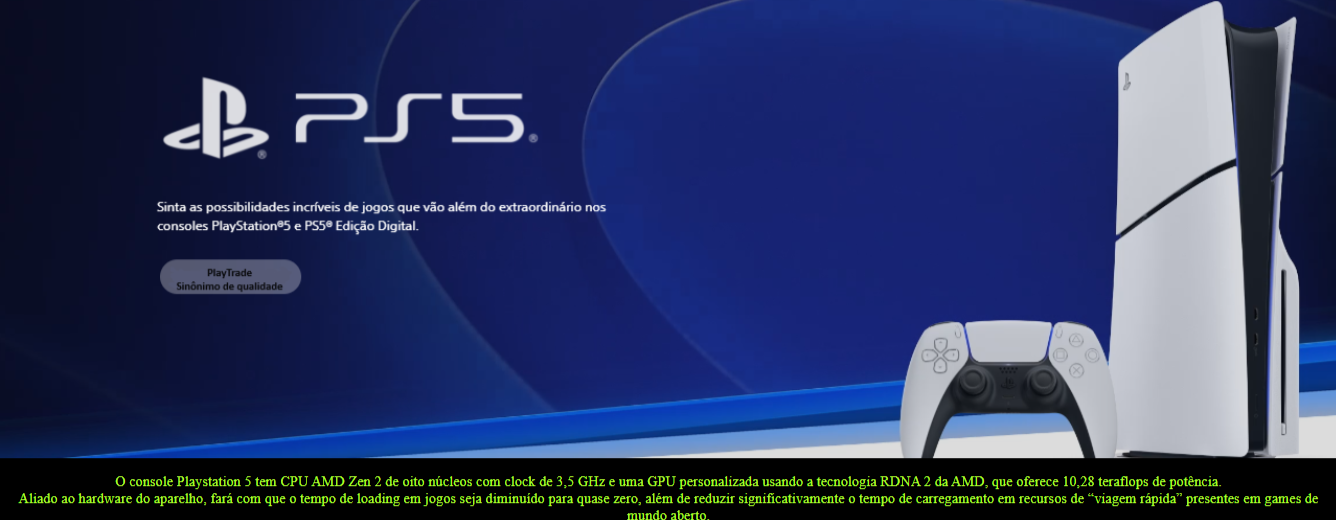 PS5®
Sinta as possibilidades incríveis de jogos que vão além do extraordinário nos
consoles PlayStation®5 e PS5® Edição Digital.
PlayTrade
Sinônimo de qualidade
O console Playstation 5 tem CPU AMD Zen 2 de oito núcleos com clock de 3,5 GHz e uma GPU personalizada usando a tecnologia RDNA 2 da AMD, que oferece 10,28 teraflops de potência.
Aliado ao hardware do aparelho, fará com que o tempo de loading em jogos seja diminuído para quase zero, além de reduzir significativamente o tempo de carregamento em recursos de “viagem rápida” presentes em games de
mundo aberto.